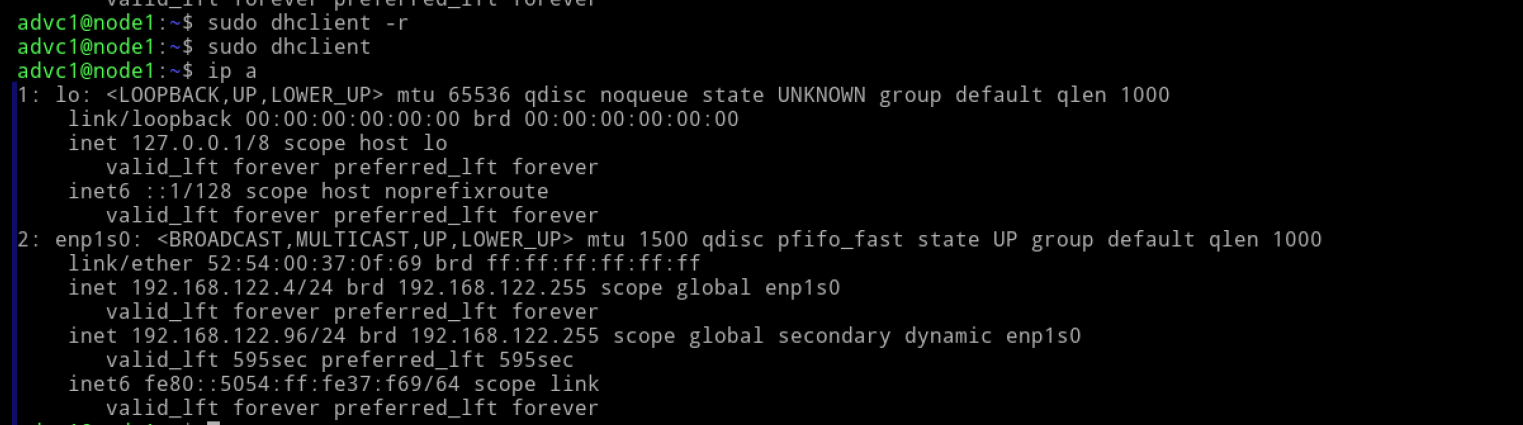 valid_lft forever preferred_lft forever
advc1@node1:~$ sudo dhclient -r
advc1@node1:~$ sudo dhclient
advc1@node1:~$ ip a
1: lo: <LOOPBACK,UP,LOWER_UP> mtu 65536 qdisc noqueue state UNKNOWN group default qlen 1000
    link/loopback 00:00:00:00:00:00 brd 00:00:00:00:00:00
    inet 127.0.0.1/8 scope host lo
       valid_lft forever preferred_lft forever
    inet6 ::1/128 scope host noprefixroute
       valid_lft forever preferred_lft forever
2: enp1s0: <BROADCAST,MULTICAST,UP,LOWER_UP> mtu 1500 qdisc pfifo_fast state UP group default qlen 1000
    link/ether 52:54:00:37:0f:69 brd ff:ff:ff:ff:ff:ff
    inet 192.168.122.4/24 brd 192.168.122.255 scope global enp1s0
       valid_lft forever preferred_lft forever
    inet 192.168.122.96/24 brd 192.168.122.255 scope global secondary dynamic enp1s0
       valid_lft 595sec preferred_lft 595sec
    inet6 fe80::5054:ff:fe37:f69/64 scope link
       valid_lft forever preferred_lft forever